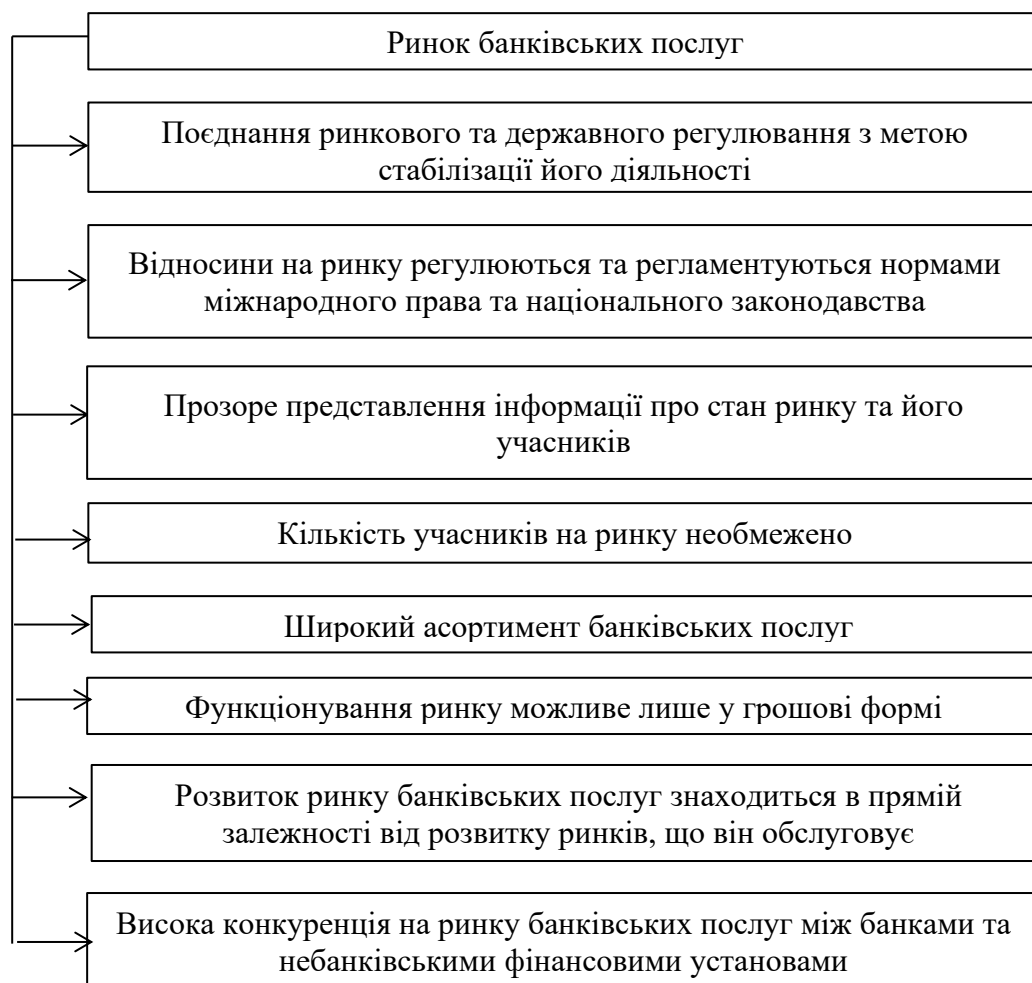 Ринок банківських послуг
Поєднання ринкового та державного регулювання з метою
стабілізації його діяльності
Відносини на ринку регулюються та регламентуються нормами
міжнародного права та національного законодавства
Прозоре представлення інформації про стан ринку та його
учасників
Кількість учасників на ринку необмежено
Широкий асортимент банківських послуг
Функціонування ринку можливе лише у грошові формі
Розвиток ринку банківських послуг знаходиться в прямій
залежності від розвитку ринків, що він обслуговує
Висока конкуренція на ринку банківських послуг між банками та
небанківськими фінансовими установами